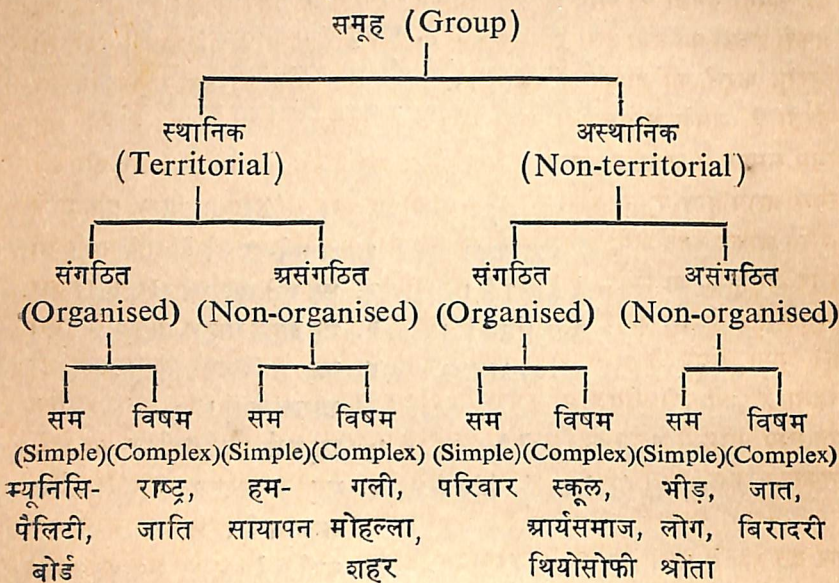 समूह (Group)
स्थानिक अस्थानिक
(Territorial) (Non-territorial)
संगठित असंगठित संगठित असंगठित
(Organised) (Non-organised) (Organised) (Non-organised)
सम विषम सम विषम सम विषम सम विषम
(Simple)(Complex)(Simple)(Complex) (Simple)(Complex)(Simple)(Complex)
म्यूनिसि- राष्ट्र, हम- गली, परिवार स्कूल, भीड़, जात,
पैलिटी, जाति सायापन मोहल्ला, आर्यसमाज, लोग, बिरादरी
बोर्ड शहर थियोसोफी श्रोता